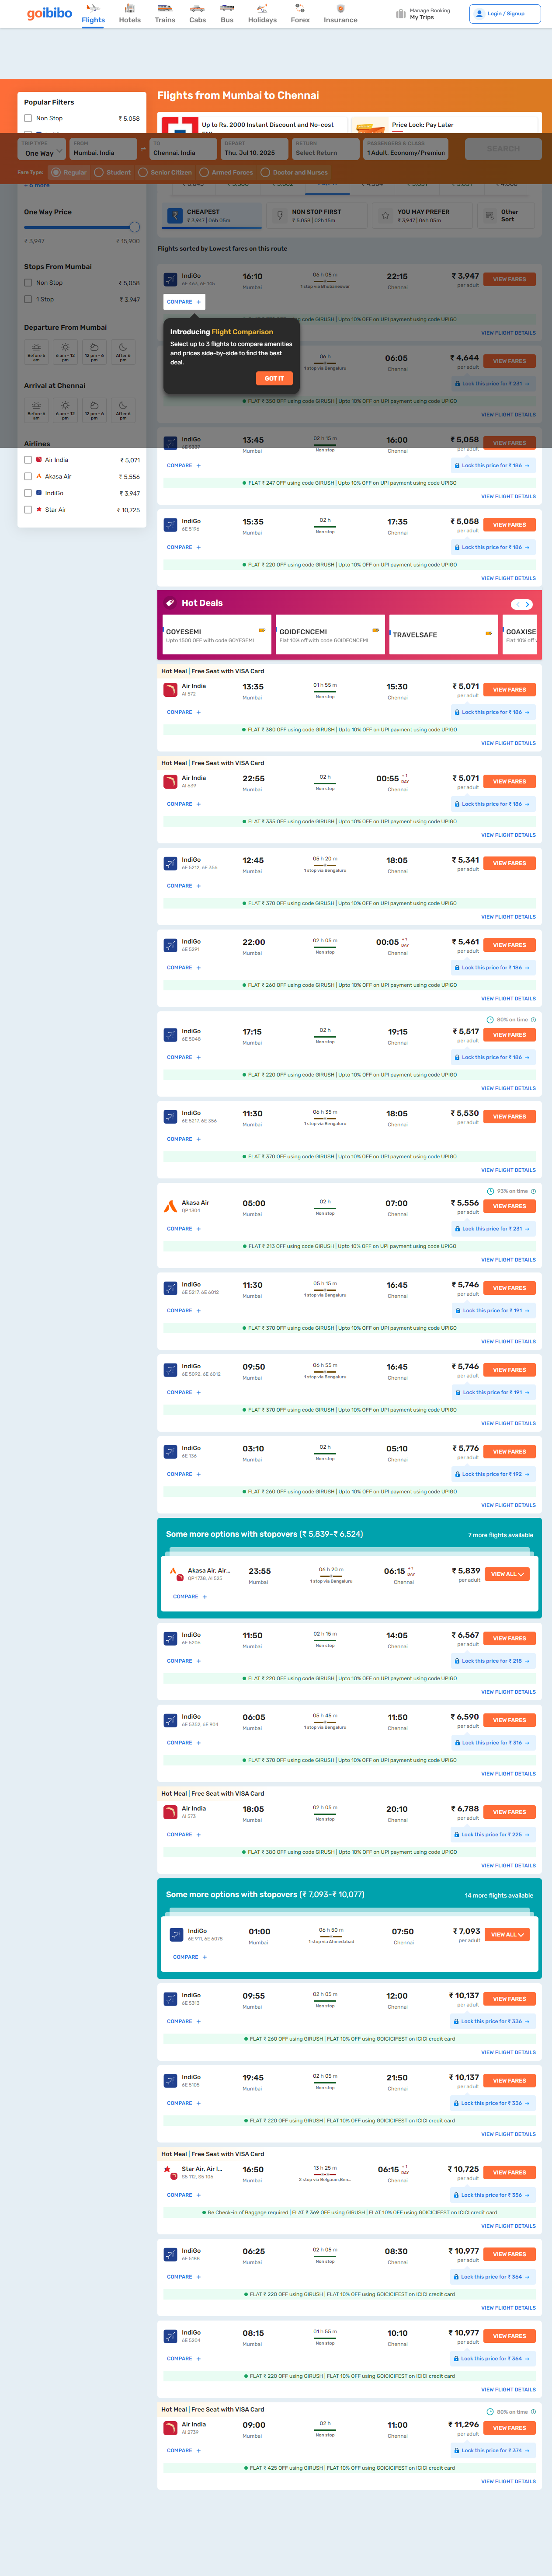 goibibo
Flights
Hotels
Trains
Cabs
Bus
Holidays
Forex
Insurance
Manage Booking
My Trips
Login / Signup
Flights from Mumbai to Chennai
Popular Filters
Non Stop ₹ 5,058
Up to Rs. 2000 Instant Discount and No-cost
Price Lock: Pay Later
TRIP TYPE
One Way
FROM
Mumbai, India
TO
Chennai, India
DEPART
Thu, Jul 10, 2025
RETURN
Select Return
PASSENGERS & CLASS
1 Adult, Economy/Premium
SEARCH
Fare Type:
Regular
Student
Senior Citizen
Armed Forces
Doctor and Nurses
+ 6 more
One Way Price
₹ 3,947 ₹ 15,900
Stops From Mumbai
Non Stop ₹ 5,058
1 Stop ₹ 3,947
Departure From Mumbai
Before 6 am
6 am - 12 pm
12 pm - 6 pm
After 6 pm
Arrival at Chennai
Before 6 am
6 am - 12 pm
12 pm - 6 pm
After 6 pm
Airlines
Air India ₹ 5,071
Akasa Air ₹ 5,556
IndiGo ₹ 3,947
Star Air ₹ 10,725
CHEAPEST
₹ 3,947 | 06h 05m
NON STOP FIRST
₹ 5,058 | 02h 15m
YOU MAY PREFER
₹ 3,947 | 06h 05m
Other Sort
Flights sorted by Lowest fares on this route
IndiGo 16:10 06 h 05 m 22:15 ₹ 3,947 VIEW FARES
Mumbai 1 stop via Bhubaneswar Chennai per adult
COMPARE +
code GIRUSH | Upto 10% OFF on UPI payment using code UPIGO
VIEW FLIGHT DETAILS
Introducing Flight Comparison
Select up to 3 flights to compare amenities
and prices side-by-side to find the best
deal.
GOT IT
06 h 06:05 ₹ 4,644 VIEW FARES
1 stop via Bengaluru Chennai per adult
Lock this price for ₹ 231 →
FLAT ₹ 350 OFF using code GIRUSH | Upto 10% OFF on UPI payment using code UPIGO
VIEW FLIGHT DETAILS
IndiGo 13:45 02 h 15 m 16:00 ₹ 5,058 VIEW FARES
Mumbai Non stop Chennai per adult
COMPARE + Lock this price for ₹ 186 →
FLAT ₹ 247 OFF using code GIRUSH | Upto 10% OFF on UPI payment using code UPIGO
VIEW FLIGHT DETAILS
IndiGo 15:35 02 h 17:35 ₹ 5,058 VIEW FARES
6E 5196 Mumbai Non stop Chennai per adult
COMPARE + Lock this price for ₹ 186 →
FLAT ₹ 220 OFF using code GIRUSH | Upto 10% OFF on UPI payment using code UPIGO
VIEW FLIGHT DETAILS
Hot Deals
GOYESEMI
Upto 1500 OFF with code GOYESEMI
GOIDFCNCEMI
Flat 10% off with code GOIDFCNCEMI
TRAVELSAFE
GOAXISE
Flat 10% off
Hot Meal | Free Seat with VISA Card
Air India 13:35 01 h 55 m 15:30 ₹ 5,071 VIEW FARES
AI 572 Mumbai Non stop Chennai per adult
COMPARE + Lock this price for ₹ 186 →
FLAT ₹ 380 OFF using code GIRUSH | Upto 10% OFF on UPI payment using code UPIGO
VIEW FLIGHT DETAILS
Hot Meal | Free Seat with VISA Card
Air India 22:55 02 h 00:55 +1 DAY ₹ 5,071 VIEW FARES
AI 639 Mumbai Non stop Chennai per adult
COMPARE + Lock this price for ₹ 186 →
FLAT ₹ 335 OFF using code GIRUSH | Upto 10% OFF on UPI payment using code UPIGO
VIEW FLIGHT DETAILS
IndiGo 12:45 05 h 20 m 18:05 ₹ 5,341 VIEW FARES
6E 5212, 6E 356 Mumbai 1 stop via Bengaluru Chennai per adult
COMPARE +
FLAT ₹ 370 OFF using code GIRUSH | Upto 10% OFF on UPI payment using code UPIGO
VIEW FLIGHT DETAILS
IndiGo 22:00 02 h 05 m 00:05 +1 DAY ₹ 5,461 VIEW FARES
6E 5291 Mumbai Non stop Chennai per adult
COMPARE + Lock this price for ₹ 186 →
FLAT ₹ 260 OFF using code GIRUSH | Upto 10% OFF on UPI payment using code UPIGO
VIEW FLIGHT DETAILS
80% on time
IndiGo 17:15 02 h 19:15 ₹ 5,517 VIEW FARES
6E 5048 Mumbai Non stop Chennai per adult
COMPARE + Lock this price for ₹ 186 →
FLAT ₹ 220 OFF using code GIRUSH | Upto 10% OFF on UPI payment using code UPIGO
VIEW FLIGHT DETAILS
IndiGo 11:30 06 h 35 m 18:05 ₹ 5,530 VIEW FARES
6E 5217, 6E 356 Mumbai 1 stop via Bengaluru Chennai per adult
COMPARE +
FLAT ₹ 370 OFF using code GIRUSH | Upto 10% OFF on UPI payment using code UPIGO
VIEW FLIGHT DETAILS
93% on time
Akasa Air 05:00 02 h 07:00 ₹ 5,556 VIEW FARES
QP 1304 Mumbai Non stop Chennai per adult
COMPARE + Lock this price for ₹ 231 →
FLAT ₹ 213 OFF using code GIRUSH | Upto 10% OFF on UPI payment using code UPIGO
VIEW FLIGHT DETAILS
IndiGo 11:30 05 h 15 m 16:45 ₹ 5,746 VIEW FARES
6E 5217, 6E 6012 Mumbai 1 stop via Bengaluru Chennai per adult
COMPARE + Lock this price for ₹ 191 →
FLAT ₹ 370 OFF using code GIRUSH | Upto 10% OFF on UPI payment using code UPIGO
VIEW FLIGHT DETAILS
IndiGo 09:50 06 h 55 m 16:45 ₹ 5,746 VIEW FARES
6E 5092, 6E 6012 Mumbai 1 stop via Bengaluru Chennai per adult
COMPARE + Lock this price for ₹ 191 →
FLAT ₹ 370 OFF using code GIRUSH | Upto 10% OFF on UPI payment using code UPIGO
VIEW FLIGHT DETAILS
IndiGo 03:10 02 h 05:10 ₹ 5,776 VIEW FARES
6E 136 Mumbai Non stop Chennai per adult
COMPARE + Lock this price for ₹ 192 →
FLAT ₹ 260 OFF using code GIRUSH | Upto 10% OFF on UPI payment using code UPIGO
VIEW FLIGHT DETAILS
Some more options with stopovers (₹ 5,839-₹ 6,524) 7 more flights available
Akasa Air, Air... 23:55 06 h 20 m 06:15 +1 DAY ₹ 5,839 VIEW ALL
QP 1738, AI 525 Mumbai 1 stop via Bengaluru Chennai per adult
COMPARE +
IndiGo 11:50 02 h 15 m 14:05 ₹ 6,567 VIEW FARES
6E 5206 Mumbai Non stop Chennai per adult
COMPARE + Lock this price for ₹ 218 →
FLAT ₹ 220 OFF using code GIRUSH | Upto 10% OFF on UPI payment using code UPIGO
VIEW FLIGHT DETAILS
IndiGo 06:05 05 h 45 m 11:50 ₹ 6,590 VIEW FARES
6E 5352, 6E 904 Mumbai 1 stop via Bengaluru Chennai per adult
COMPARE + Lock this price for ₹ 316 →
FLAT ₹ 370 OFF using code GIRUSH | Upto 10% OFF on UPI payment using code UPIGO
VIEW FLIGHT DETAILS
Hot Meal | Free Seat with VISA Card
Air India 18:05 02 h 05 m 20:10 ₹ 6,788 VIEW FARES
AI 573 Mumbai Non stop Chennai per adult
COMPARE + Lock this price for ₹ 225 →
FLAT ₹ 380 OFF using code GIRUSH | Upto 10% OFF on UPI payment using code UPIGO
VIEW FLIGHT DETAILS
Some more options with stopovers (₹ 7,093-₹ 10,077) 14 more flights available
IndiGo 01:00 06 h 50 m 07:50 ₹ 7,093 VIEW ALL
6E 911, 6E 6078 Mumbai 1 stop via Ahmedabad Chennai per adult
COMPARE +
IndiGo 09:55 02 h 05 m 12:00 ₹ 10,137 VIEW FARES
6E 5313 Mumbai Non stop Chennai per adult
COMPARE + Lock this price for ₹ 336 →
FLAT ₹ 260 OFF using GIRUSH | FLAT 10% OFF using GOICICIFEST on ICICI credit card
VIEW FLIGHT DETAILS
IndiGo 19:45 02 h 05 m 21:50 ₹ 10,137 VIEW FARES
6E 5105 Mumbai Non stop Chennai per adult
COMPARE + Lock this price for ₹ 336 →
FLAT ₹ 220 OFF using GIRUSH | FLAT 10% OFF using GOICICIFEST on ICICI credit card
VIEW FLIGHT DETAILS
Hot Meal | Free Seat with VISA Card
Star Air, Air I... 16:50 13 h 25 m 06:15 +1 DAY ₹ 10,725 VIEW FARES
S5 112, S5 106 Mumbai 2 stop via Belgaum,Ben... Chennai per adult
COMPARE + Lock this price for ₹ 356 →
Re Check-in of Baggage required | FLAT ₹ 369 OFF using GIRUSH | FLAT 10% OFF using GOICICIFEST on ICICI credit card
VIEW FLIGHT DETAILS
IndiGo 06:25 02 h 05 m 08:30 ₹ 10,977 VIEW FARES
6E 5188 Mumbai Non stop Chennai per adult
COMPARE + Lock this price for ₹ 364 →
FLAT ₹ 220 OFF using GIRUSH | FLAT 10% OFF using GOICICIFEST on ICICI credit card
VIEW FLIGHT DETAILS
IndiGo 08:15 01 h 55 m 10:10 ₹ 10,977 VIEW FARES
6E 5204 Mumbai Non stop Chennai per adult
COMPARE + Lock this price for ₹ 364 →
FLAT ₹ 220 OFF using GIRUSH | FLAT 10% OFF using GOICICIFEST on ICICI credit card
VIEW FLIGHT DETAILS
Hot Meal | Free Seat with VISA Card 80% on time
Air India 09:00 02 h 11:00 ₹ 11,296 VIEW FARES
AI 2739 Mumbai Non stop Chennai per adult
COMPARE + Lock this price for ₹ 374 →
FLAT ₹ 425 OFF using GIRUSH | FLAT 10% OFF using GOICICIFEST on ICICI credit card
VIEW FLIGHT DETAILS